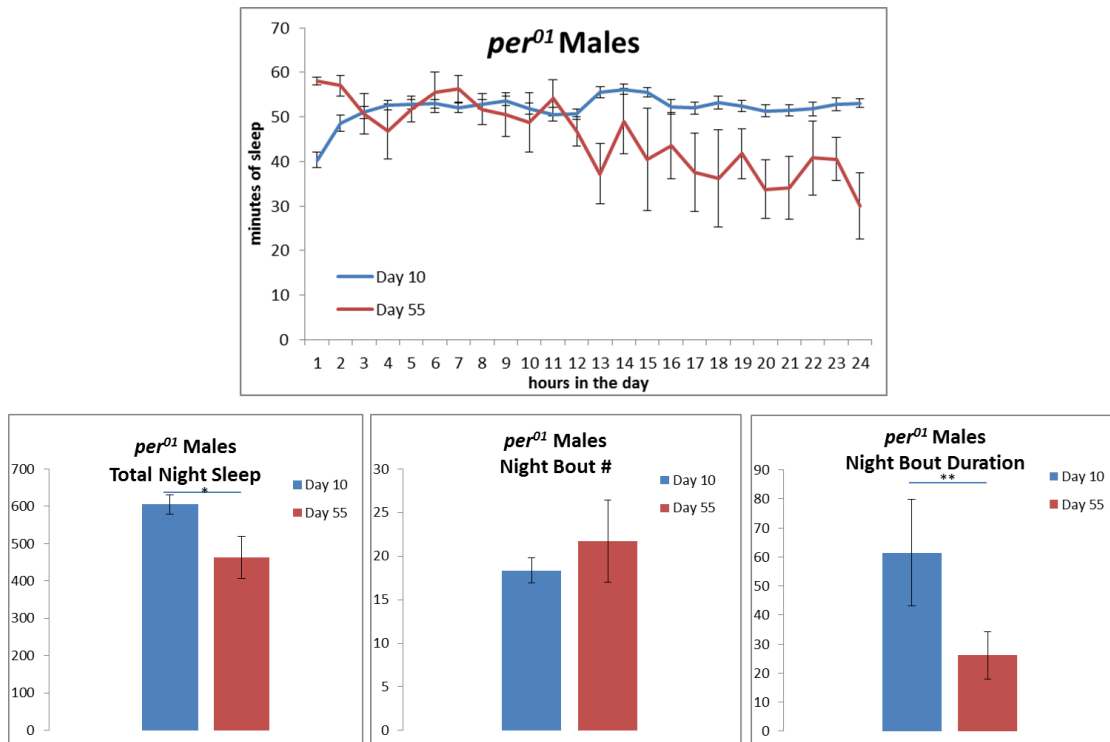 per01 Males
70
60
50
40
30
20
10
0
minutes of sleep
Day 10
Day 55
1 2 3 4 5 6 7 8 9 10 11 12 13 14 15 16 17 18 19 20 21 22 23 24
hours in the day
per01 Males
Total Night Sleep
700
600
500
400
300
200
100
0
*
Day 10
Day 55
per01 Males
Night Bout #
30
25
20
15
10
5
0
Day 10
Day 55
per01 Males
Night Bout Duration
90
80
70
60
50
40
30
20
10
0
**
Day 10
Day 55